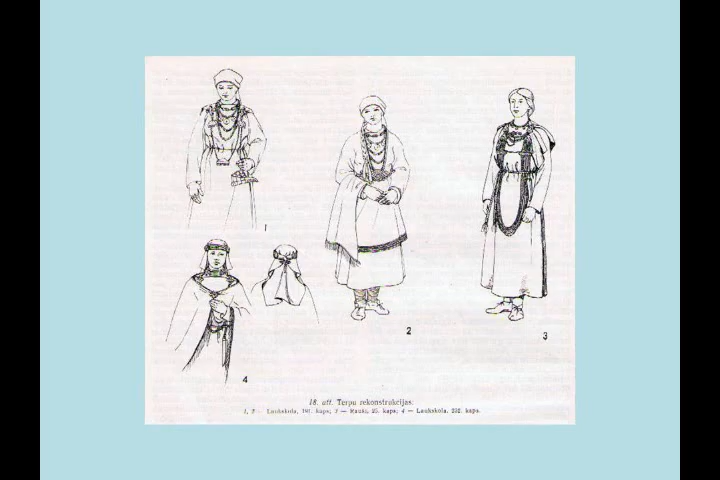 1
2
3
4
18. att. Tērpu rekonstrukcijas.
1, 2 — Laukskola, 191. kaps; 3 — Rauši, 25. kaps; 4 — Laukskola, 202. kaps.